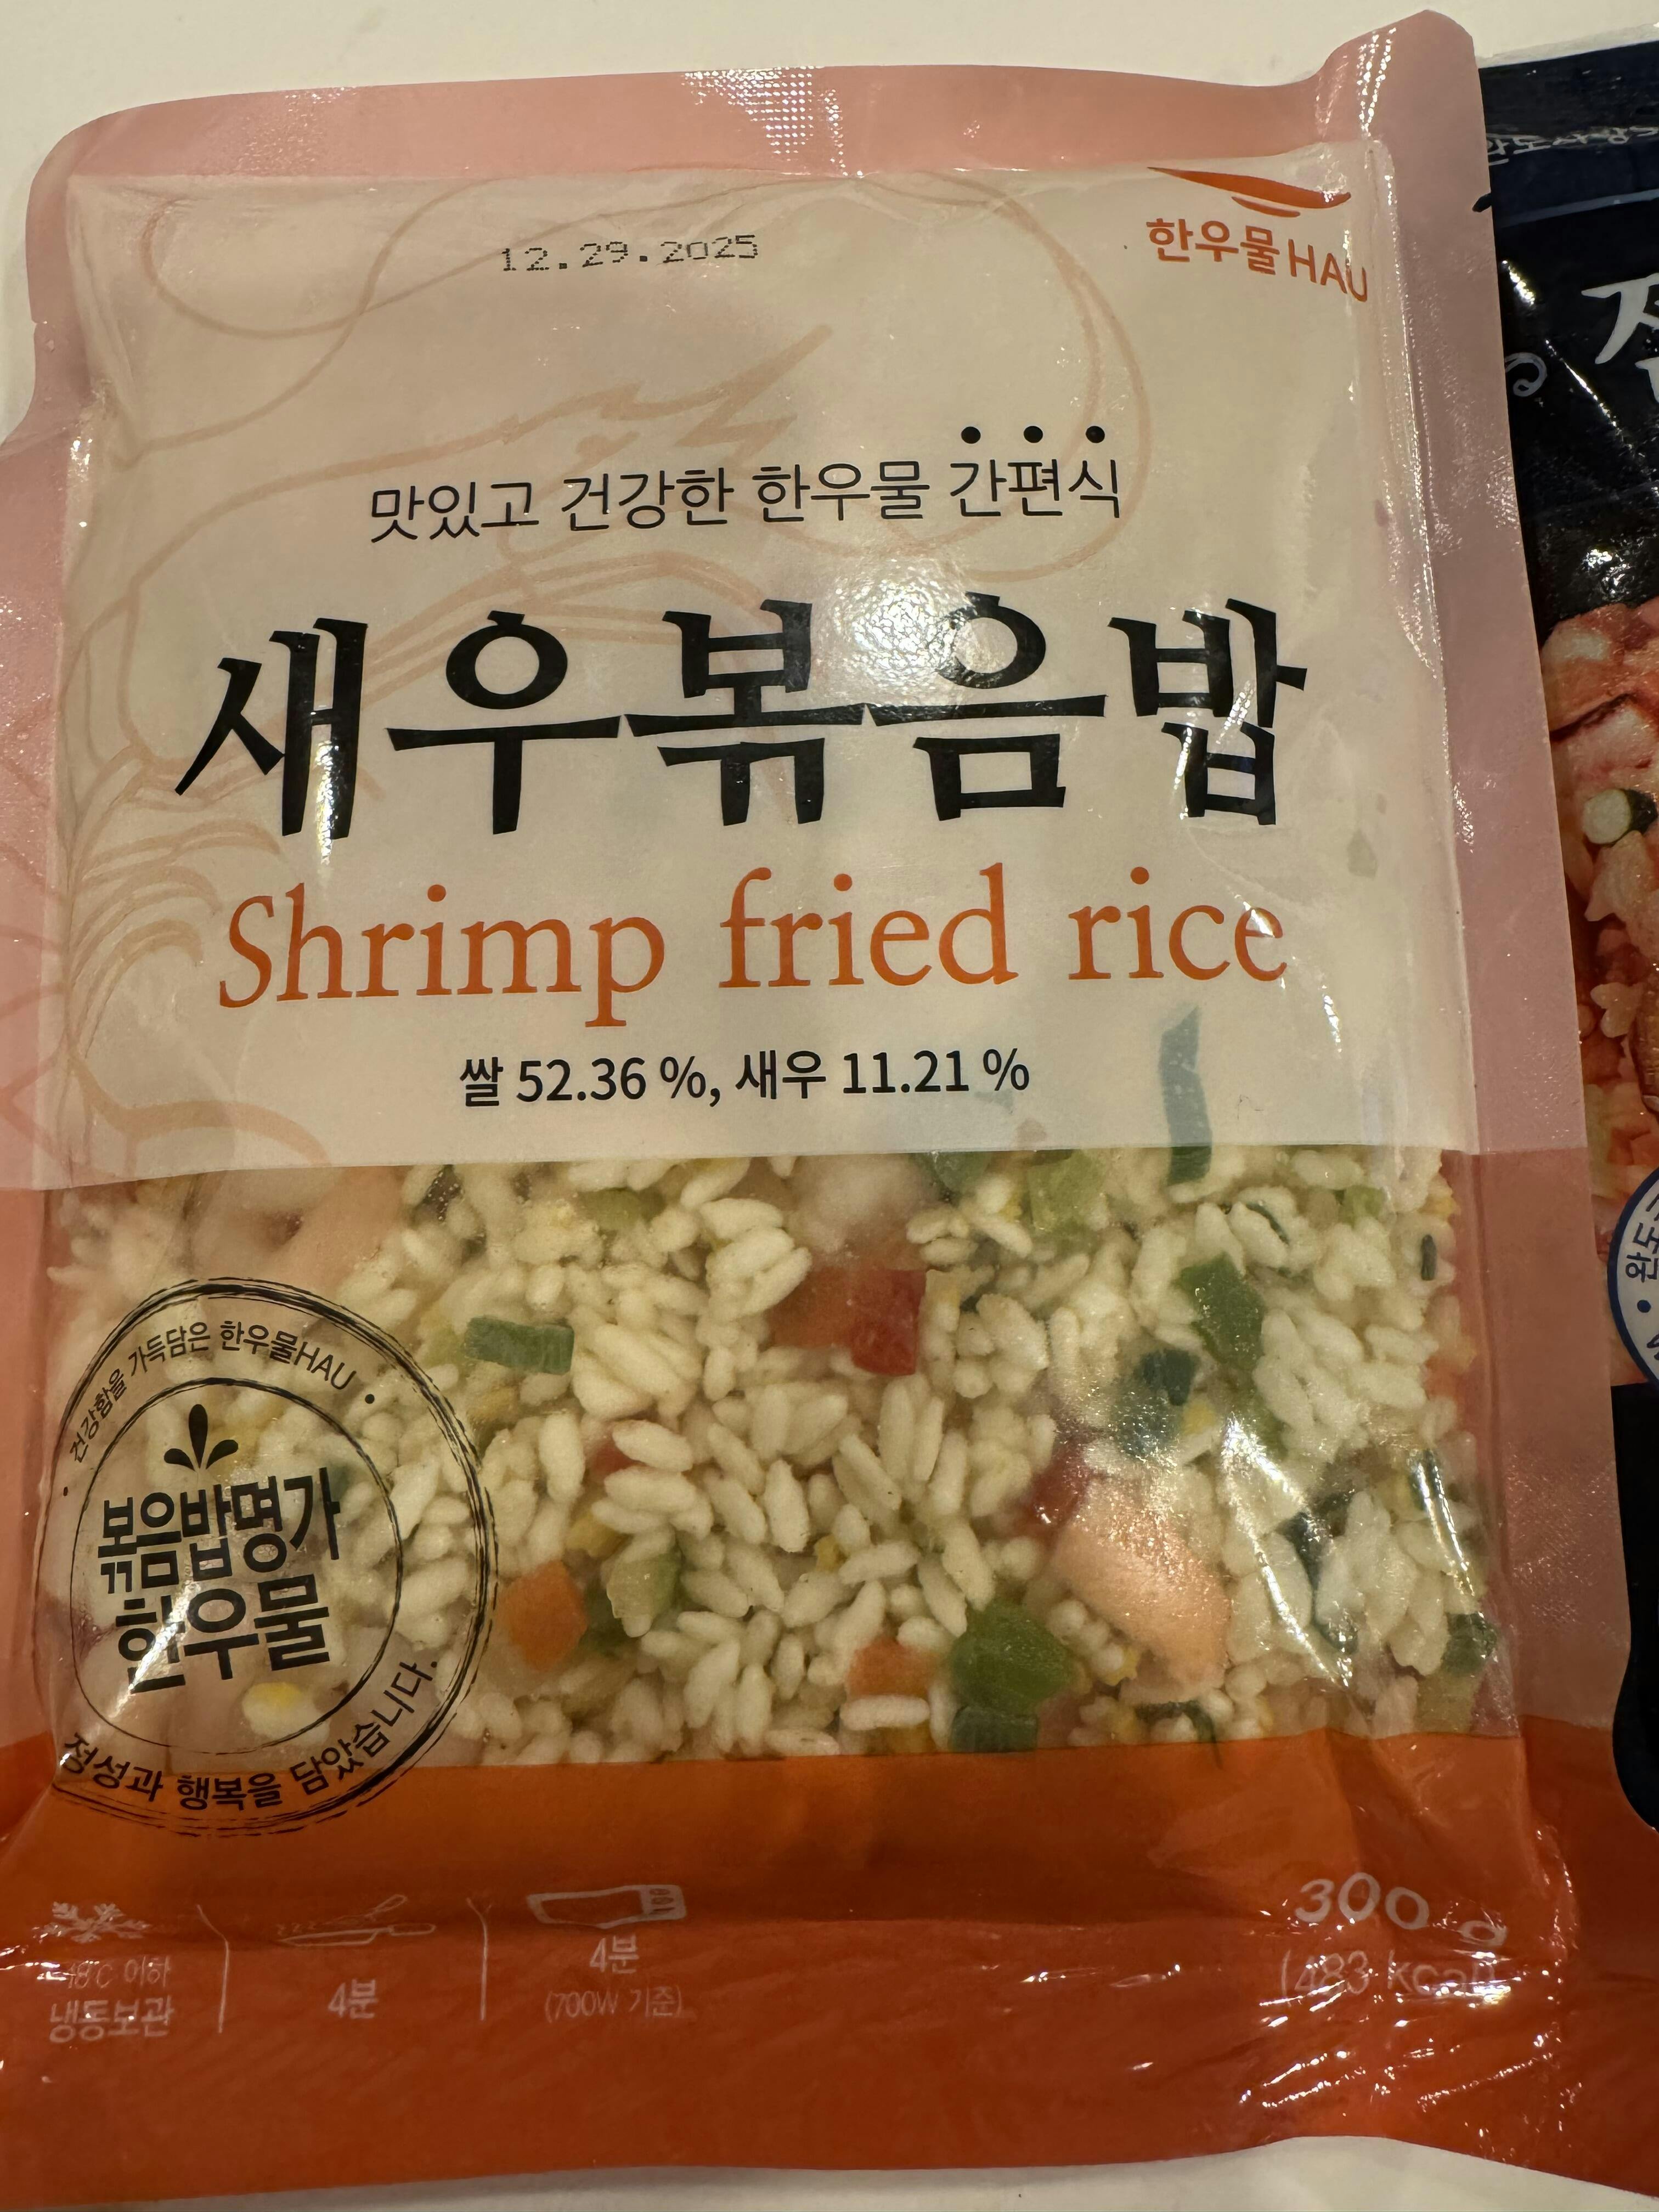 12.29.2025
한우물 HAU
맛있고 건강한 한우물 간편식
새우볶음밥
Shrimp fried rice
쌀 52.36 %, 새우 11.21 %
건강함을 가득담은 한우물HAU
볶음밥명가
한우물
정성과 행복을 담았습니다.
-18℃ 이하
냉동보관
4분
4분
(700W 기준)
300 g
(483 kcal)
완도